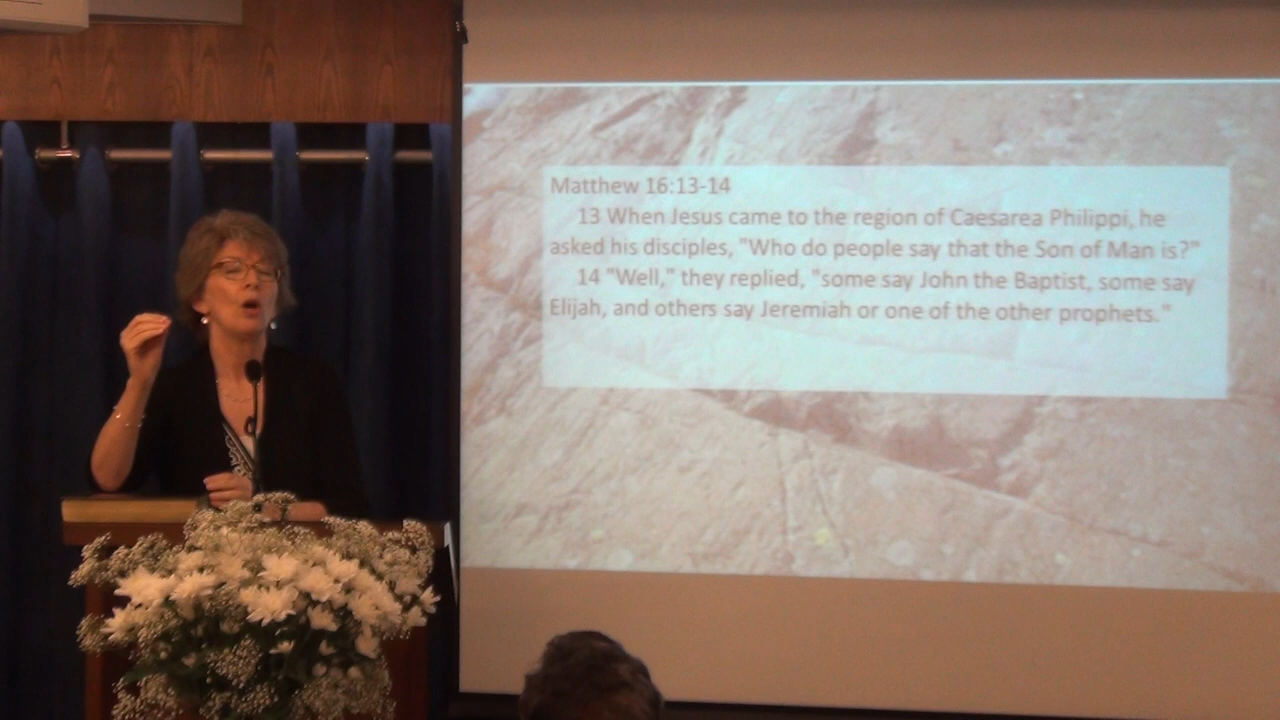 Matthew 16:13-14
13 When Jesus came to the region of Caesarea Philippi, he
asked his disciples, "Who do people say that the Son of Man is?"
14 "Well," they replied, "some say John the Baptist, some say
Elijah, and others say Jeremiah or one of the other prophets."